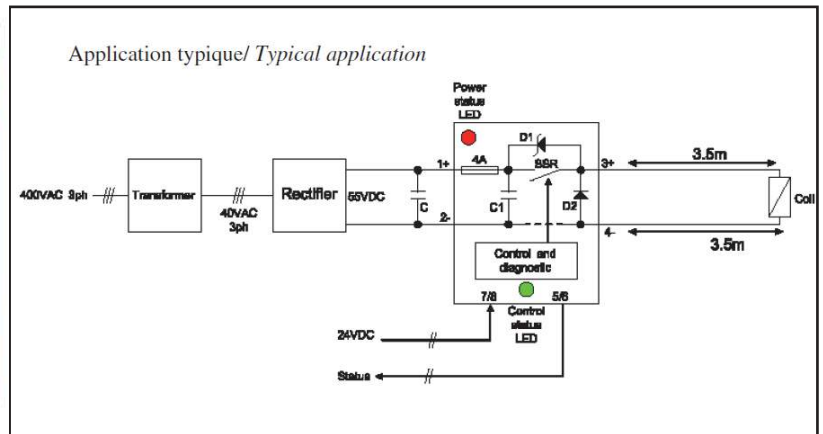 Application typique/ Typical application
Power
status
LED
D1
1+
4A
SSR
3+
3.5m
400VAC 3ph
Transformer
Rectifier
55VDC
C
C1
D2
Coil
40VAC
3ph
2-
4-
3.5m
Control and
diagnostic
7/8
5/6
Control
status
LED
24VDC
Status